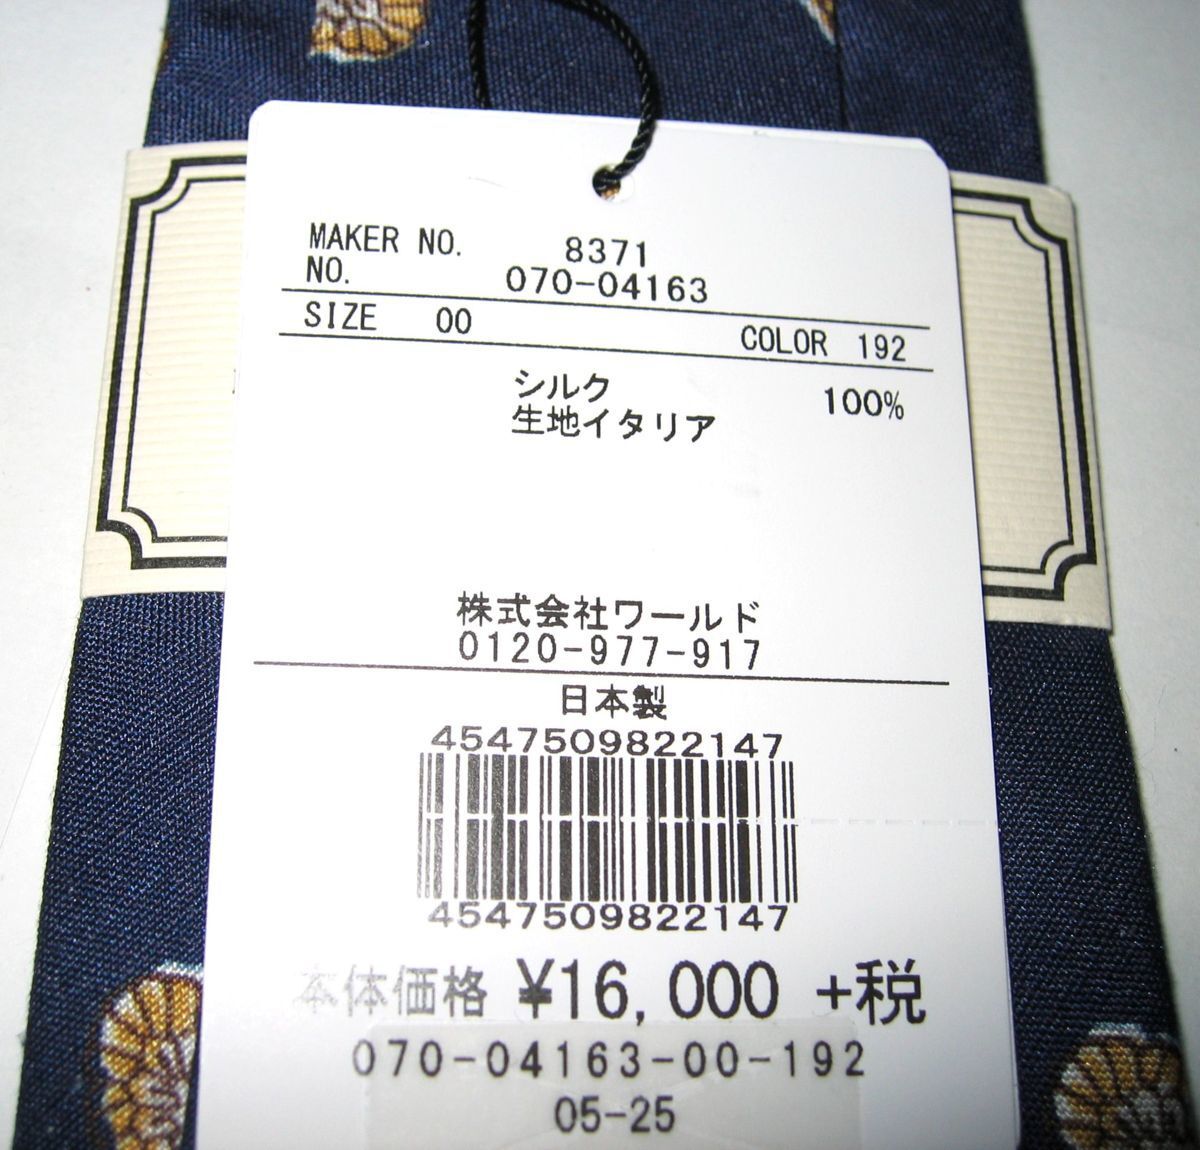 MAKER NO. 8371
NO. 070-04163
SIZE 00 COLOR 192
シルク 100%
生地イタリア
株式会社ワールド
0120-977-917
日本製
4547509822147
4547509822147
本体価格 ¥16,000 +税
070-04163-00-192
05-25